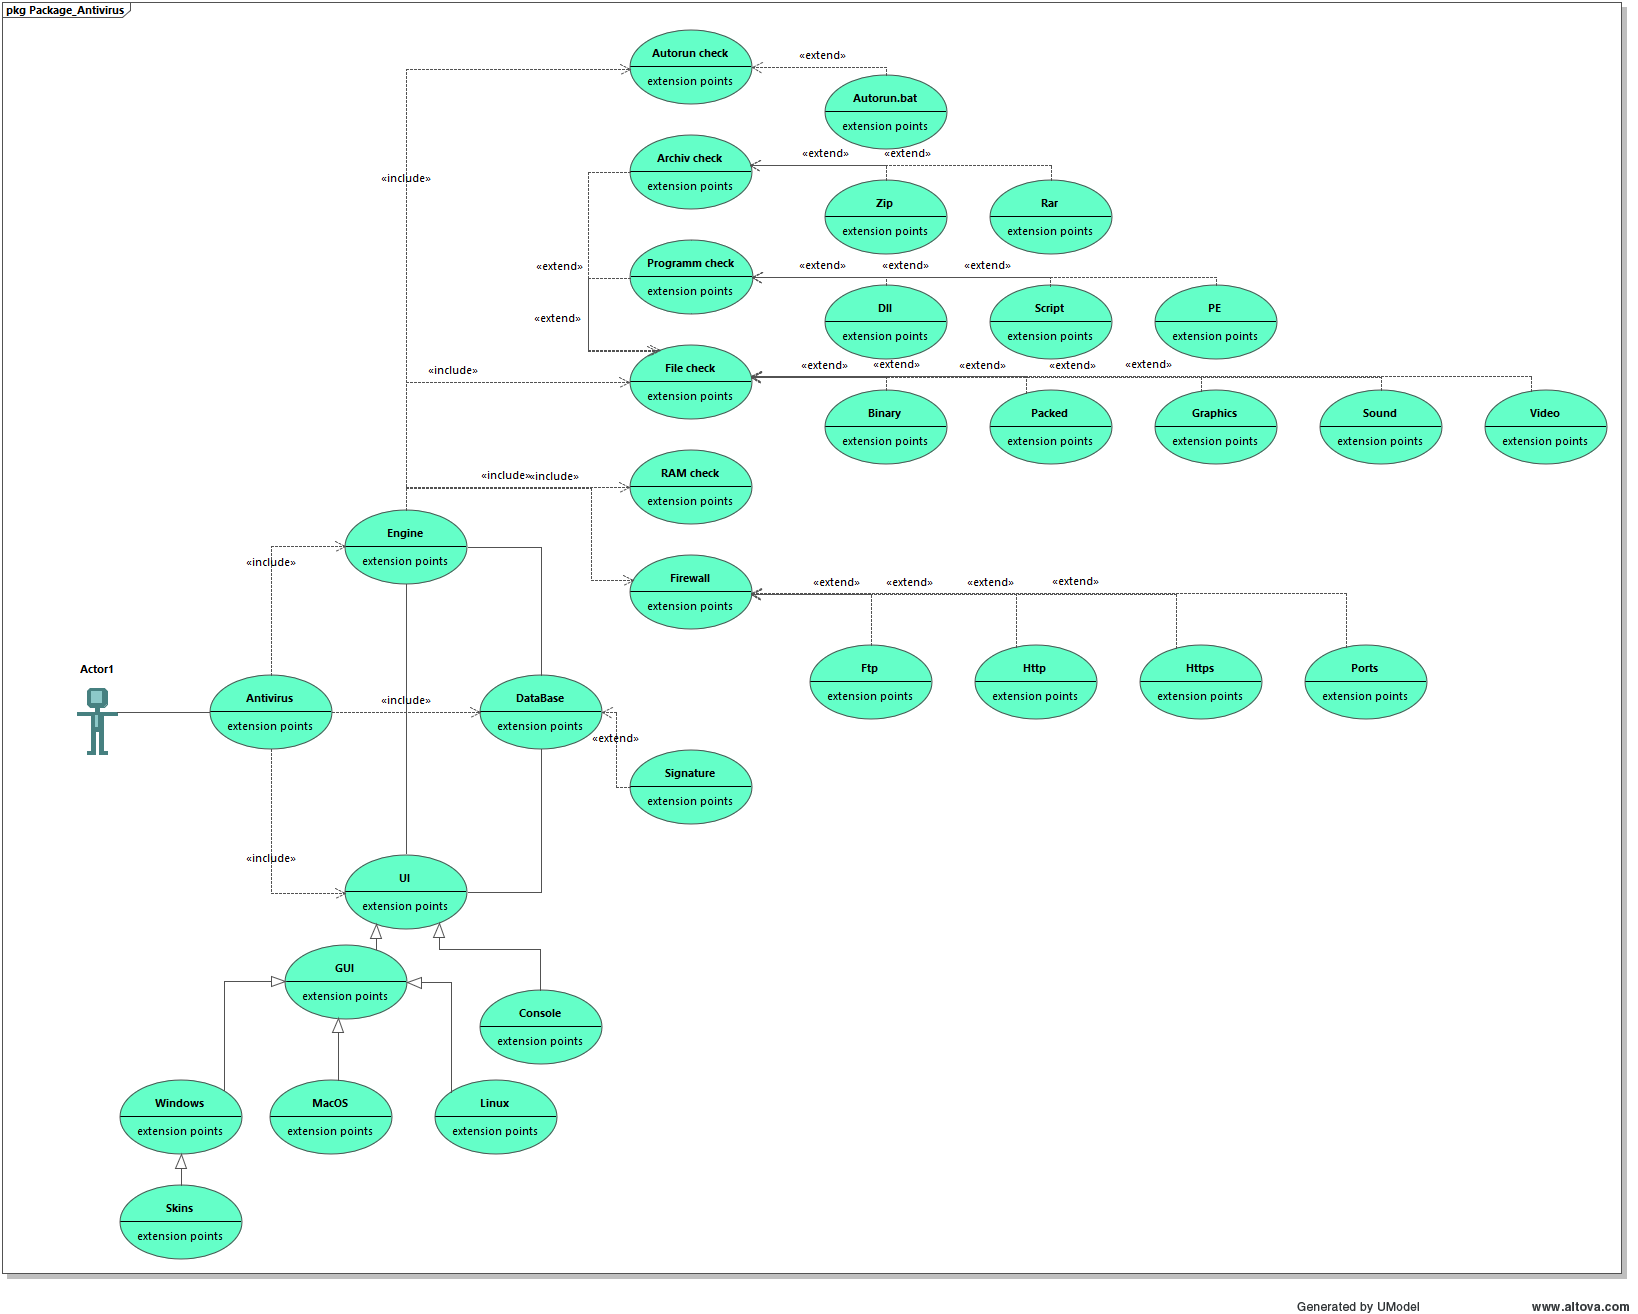 pkg Package_Antivirus
Autorun check
extension points
«extend»
Autorun.bat
extension points
«include»
Archiv check
extension points
«extend»
«extend»
Zip
extension points
Rar
extension points
«extend»
Programm check
extension points
«extend»
«extend»
«extend»
Dll
extension points
Script
extension points
PE
extension points
«extend»
«include»
File check
extension points
«extend»
«extend»
«extend»
«extend»
«extend»
Binary
extension points
Packed
extension points
Graphics
extension points
Sound
extension points
Video
extension points
«include»
«include»
RAM check
extension points
Engine
extension points
«include»
Firewall
extension points
«extend»
«extend»
«extend»
«extend»
Ftp
extension points
Http
extension points
Https
extension points
Ports
extension points
Actor1
Antivirus
extension points
«include»
DataBase
extension points
«extend»
Signature
extension points
«include»
UI
extension points
GUI
extension points
Console
extension points
Windows
extension points
MacOS
extension points
Linux
extension points
Skins
extension points
Generated by UModel
www.altova.com